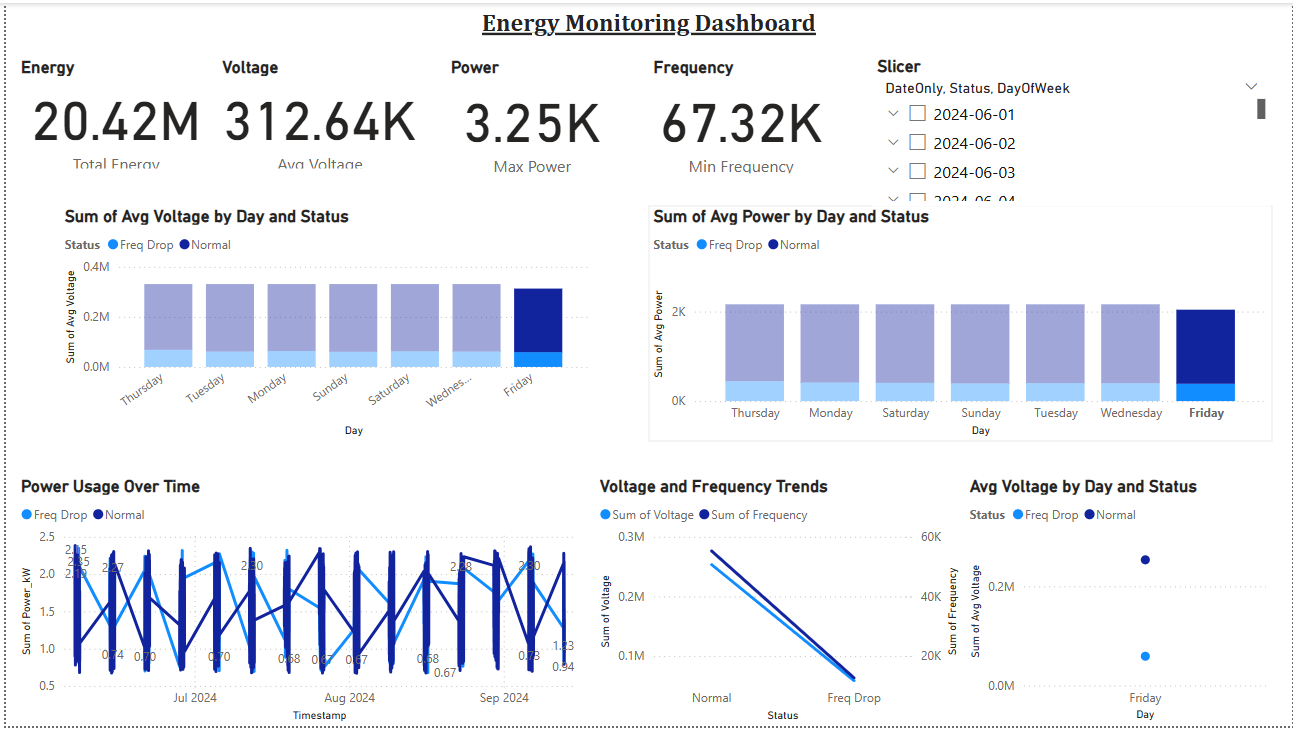 Energy Monitoring Dashboard
Energy
20.42M
Total Energy
Voltage
312.64K
Avg Voltage
Power
3.25K
Max Power
Frequency
67.32K
Min Frequency
Slicer
DateOnly, Status, DayOfWeek
2024-06-01
2024-06-02
2024-06-03
2024-06-04
Sum of Avg Voltage by Day and Status
Status Freq Drop Normal
Sum of Avg Voltage
0.4M
0.2M
0.0M
Thursday Tuesday Monday Sunday Saturday Wednes... Friday
Day
Sum of Avg Power by Day and Status
Status Freq Drop Normal
Sum of Avg Power
2K
0K
Thursday Monday Saturday Sunday Tuesday Wednesday Friday
Day
Power Usage Over Time
Freq Drop Normal
Sum of Power_kW
2.5
2.0
1.5
1.0
0.5
2.27
2.30
2.28
2.30
0.74
0.70
0.70
0.68
0.67
0.68
0.67
0.73
1.23
0.94
Jul 2024 Aug 2024 Sep 2024
Timestamp
Voltage and Frequency Trends
Sum of Voltage Sum of Frequency
Sum of Voltage
0.3M
0.2M
0.1M
60K
40K
20K
Sum of Frequency
Normal Freq Drop
Status
Avg Voltage by Day and Status
Status Freq Drop Normal
Sum of Avg Voltage
0.2M
0.0M
Friday
Day